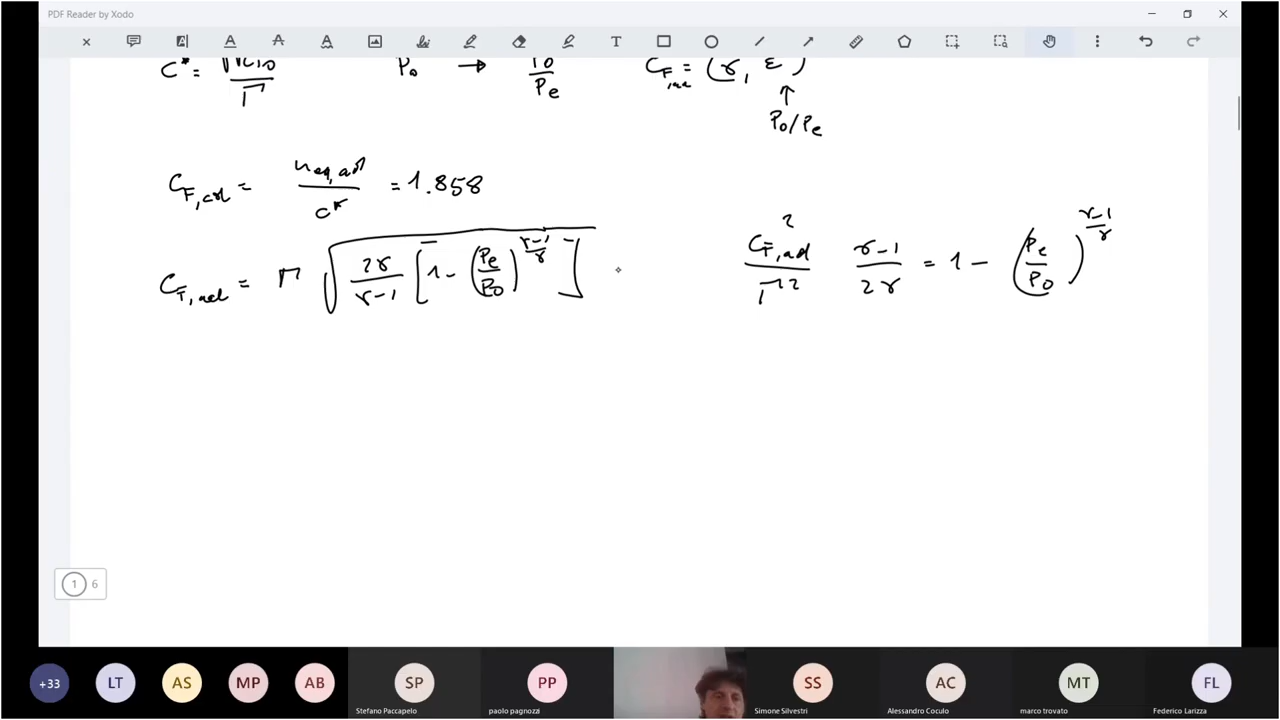 PDF Reader by Xodo
C* = √(RT₀) / Γ    P₀ → P₀/Pₑ    C_F,ad = (γ, ε)
↑
P₀/Pₑ
C_F,ad = u_eq,ad / c* = 1.858
C_F,ad = Γ √( 2γ/(γ-1) [ 1 - (Pₑ/P₀)^((γ-1)/γ) ] )    C_F,ad² / Γ² (γ-1)/2γ = 1 - (Pₑ/P₀)^((γ-1)/γ)
1 6
+33 LT AS MP AB SP PP SS AC MT FL
Stefano Paccapelo paolo pagnozzi Simone Silvestri Alessandro Coculo marco trovato Federico Larizza